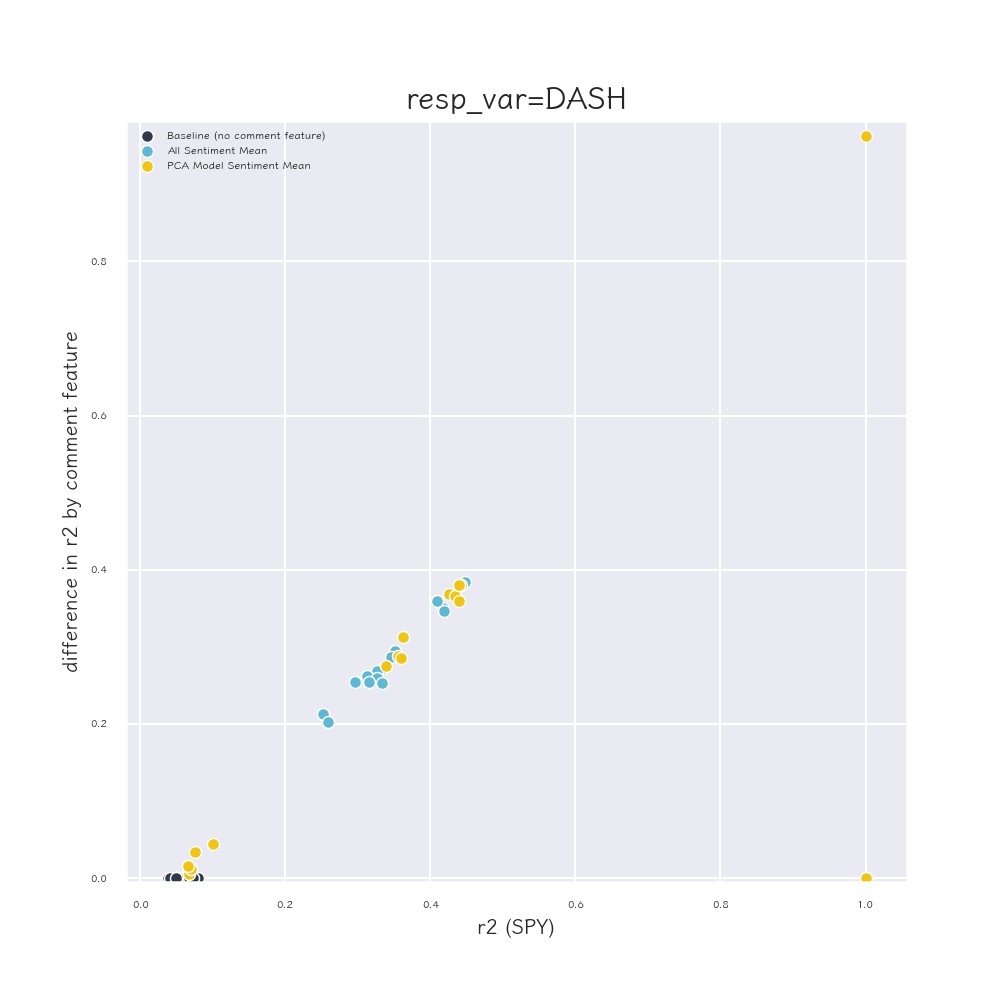 resp_var=DASH
Baseline (no comment feature)
All Sentiment Mean
PCA Model Sentiment Mean
difference in r2 by comment feature
0.8
0.6
0.4
0.2
0.0
0.0 0.2 0.4 0.6 0.8 1.0
r2 (SPY)